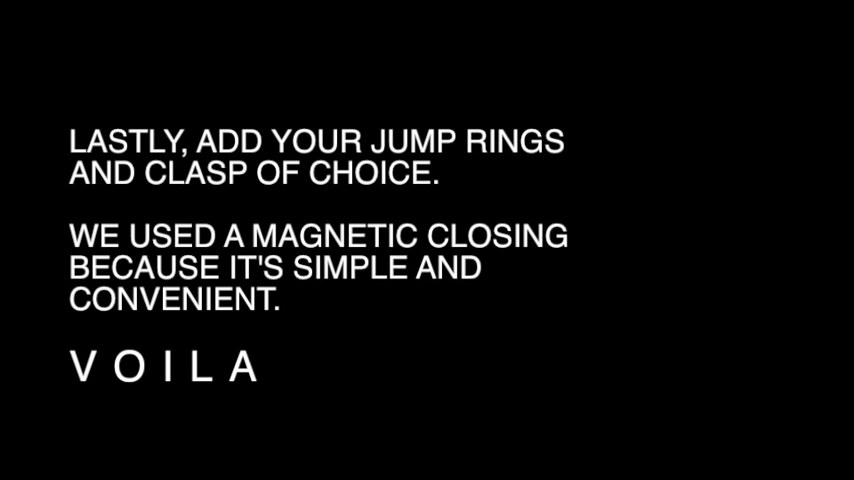 LASTLY, ADD YOUR JUMP RINGS
AND CLASP OF CHOICE.
WE USED A MAGNETIC CLOSING
BECAUSE IT'S SIMPLE AND
CONVENIENT.
V O I L A